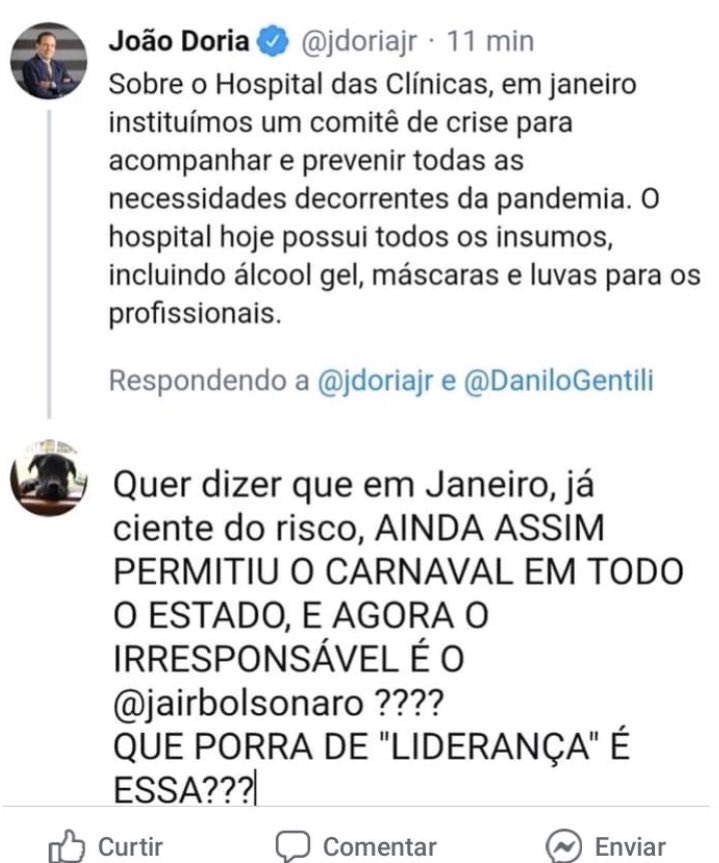 João Doria @jdoriajr · 11 min
Sobre o Hospital das Clínicas, em janeiro
instituímos um comitê de crise para
acompanhar e prevenir todas as
necessidades decorrentes da pandemia. O
hospital hoje possui todos os insumos,
incluindo álcool gel, máscaras e luvas para os
profissionais.
Respondendo a @jdoriajr e @DaniloGentili
Quer dizer que em Janeiro, já
ciente do risco, AINDA ASSIM
PERMITIU O CARNAVAL EM TODO
O ESTADO, E AGORA O
IRRESPONSÁVEL É O
@jairbolsonaro ????
QUE PORRA DE "LIDERANÇA" É
ESSA???
Curtir Comentar Enviar